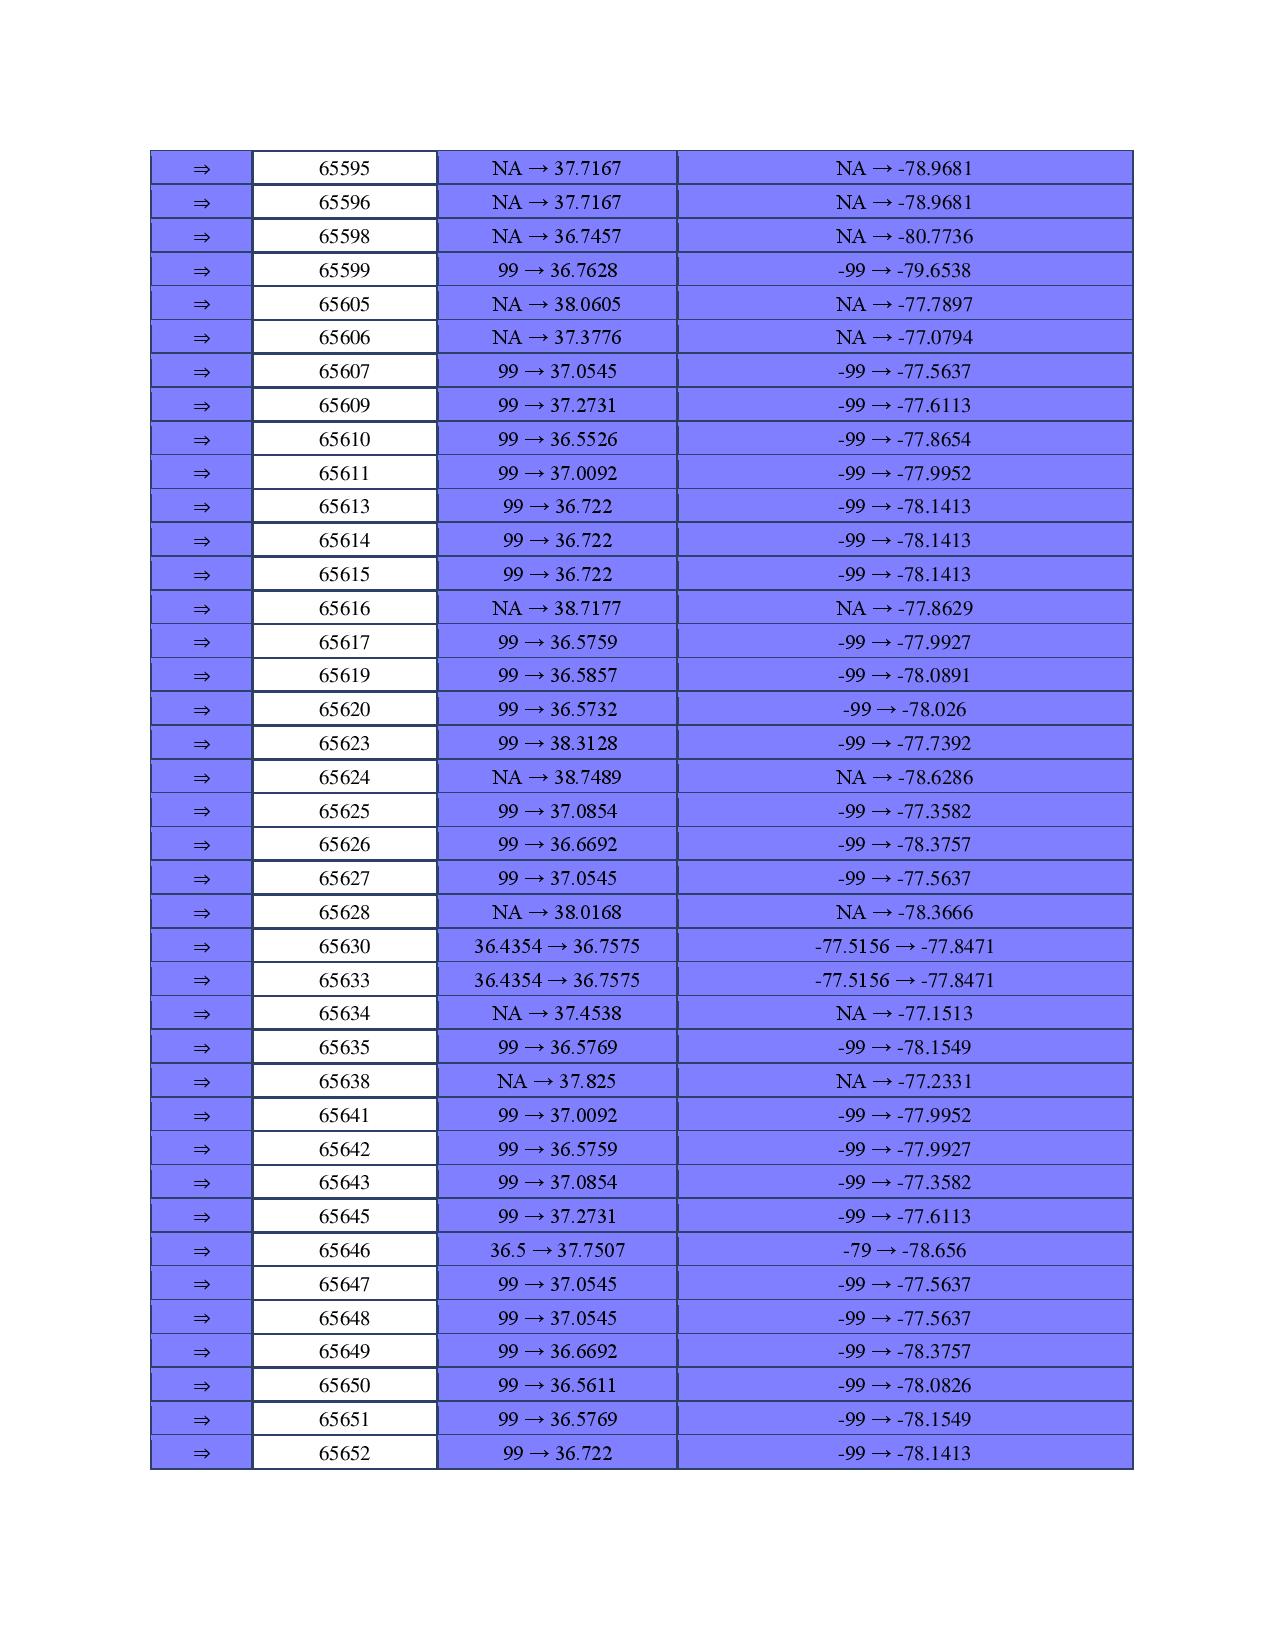 ⇒ 65595 NA → 37.7167 NA → -78.9681
⇒ 65596 NA → 37.7167 NA → -78.9681
⇒ 65598 NA → 36.7457 NA → -80.7736
⇒ 65599 99 → 36.7628 -99 → -79.6538
⇒ 65605 NA → 38.0605 NA → -77.7897
⇒ 65606 NA → 37.3776 NA → -77.0794
⇒ 65607 99 → 37.0545 -99 → -77.5637
⇒ 65609 99 → 37.2731 -99 → -77.6113
⇒ 65610 99 → 36.5526 -99 → -77.8654
⇒ 65611 99 → 37.0092 -99 → -77.9952
⇒ 65613 99 → 36.722 -99 → -78.1413
⇒ 65614 99 → 36.722 -99 → -78.1413
⇒ 65615 99 → 36.722 -99 → -78.1413
⇒ 65616 NA → 38.7177 NA → -77.8629
⇒ 65617 99 → 36.5759 -99 → -77.9927
⇒ 65619 99 → 36.5857 -99 → -78.0891
⇒ 65620 99 → 36.5732 -99 → -78.026
⇒ 65623 99 → 38.3128 -99 → -77.7392
⇒ 65624 NA → 38.7489 NA → -78.6286
⇒ 65625 99 → 37.0854 -99 → -77.3582
⇒ 65626 99 → 36.6692 -99 → -78.3757
⇒ 65627 99 → 37.0545 -99 → -77.5637
⇒ 65628 NA → 38.0168 NA → -78.3666
⇒ 65630 36.4354 → 36.7575 -77.5156 → -77.8471
⇒ 65633 36.4354 → 36.7575 -77.5156 → -77.8471
⇒ 65634 NA → 37.4538 NA → -77.1513
⇒ 65635 99 → 36.5769 -99 → -78.1549
⇒ 65638 NA → 37.825 NA → -77.2331
⇒ 65641 99 → 37.0092 -99 → -77.9952
⇒ 65642 99 → 36.5759 -99 → -77.9927
⇒ 65643 99 → 37.0854 -99 → -77.3582
⇒ 65645 99 → 37.2731 -99 → -77.6113
⇒ 65646 36.5 → 37.7507 -79 → -78.656
⇒ 65647 99 → 37.0545 -99 → -77.5637
⇒ 65648 99 → 37.0545 -99 → -77.5637
⇒ 65649 99 → 36.6692 -99 → -78.3757
⇒ 65650 99 → 36.5611 -99 → -78.0826
⇒ 65651 99 → 36.5769 -99 → -78.1549
⇒ 65652 99 → 36.722 -99 → -78.1413